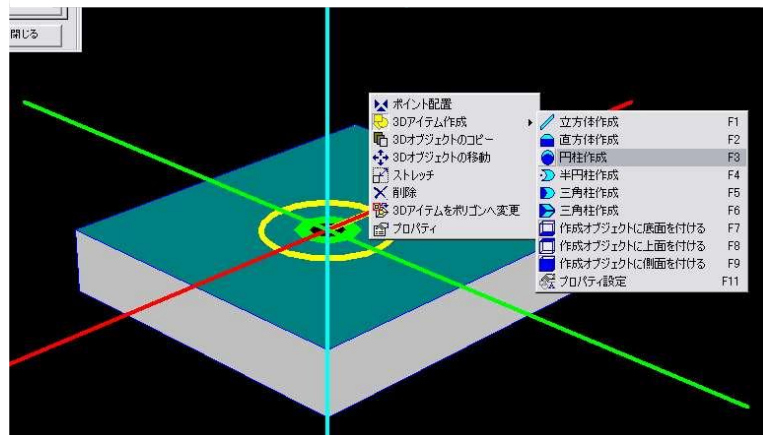 閉じる
ポイント配置
3Dアイテム作成
3Dオブジェクトのコピー
3Dオブジェクトの移動
ストレッチ
削除
3Dアイテムをポリゴンへ変更
プロパティ
立方体作成 F1
直方体作成 F2
円柱作成 F3
半円柱作成 F4
三角柱作成 F5
三角柱作成 F6
作成オブジェクトに底面を付ける F7
作成オブジェクトに上面を付ける F8
作成オブジェクトに側面を付ける F9
プロパティ設定 F11